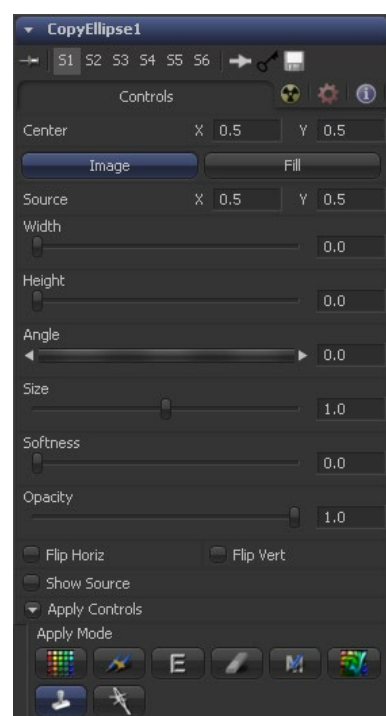 CopyEllipse1
S1 S2 S3 S4 S5 S6
Controls
Center X 0.5 Y 0.5
Image Fill
Source X 0.5 Y 0.5
Width
0.0
Height
0.0
Angle
0.0
Size
1.0
Softness
0.0
Opacity
1.0
Flip Horiz Flip Vert
Show Source
Apply Controls
Apply Mode
E M